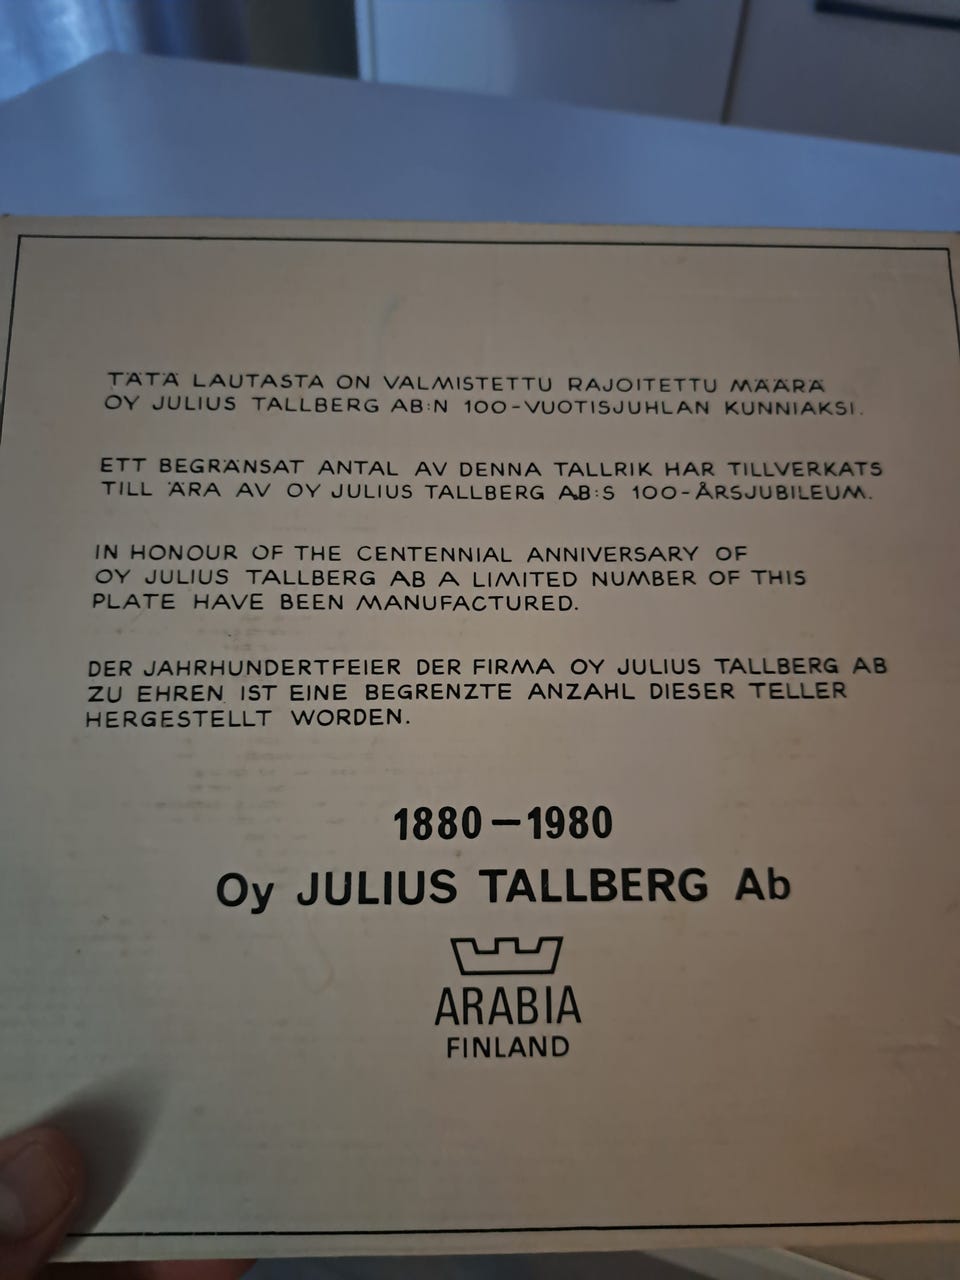 TÄTÄ LAUTASTA ON VALMISTETTU RAJOITETTU MÄÄRÄ
OY JULIUS TALLBERG AB:N 100-VUOTISJUHLAN KUNNIAKSI.
ETT BEGRÄNSAT ANTAL AV DENNA TALLRIK HAR TILLVERKATS
TILL ÄRA AV OY JULIUS TALLBERG AB:S 100-ÅRSJUBILEUM.
IN HONOUR OF THE CENTENNIAL ANNIVERSARY OF
OY JULIUS TALLBERG AB A LIMITED NUMBER OF THIS
PLATE HAVE BEEN MANUFACTURED.
DER JAHRHUNDERTFEIER DER FIRMA OY JULIUS TALLBERG AB
ZU EHREN IST EINE BEGRENZTE ANZAHL DIESER TELLER
HERGESTELLT WORDEN.
1880-1980
Oy JULIUS TALLBERG Ab
ARABIA
FINLAND